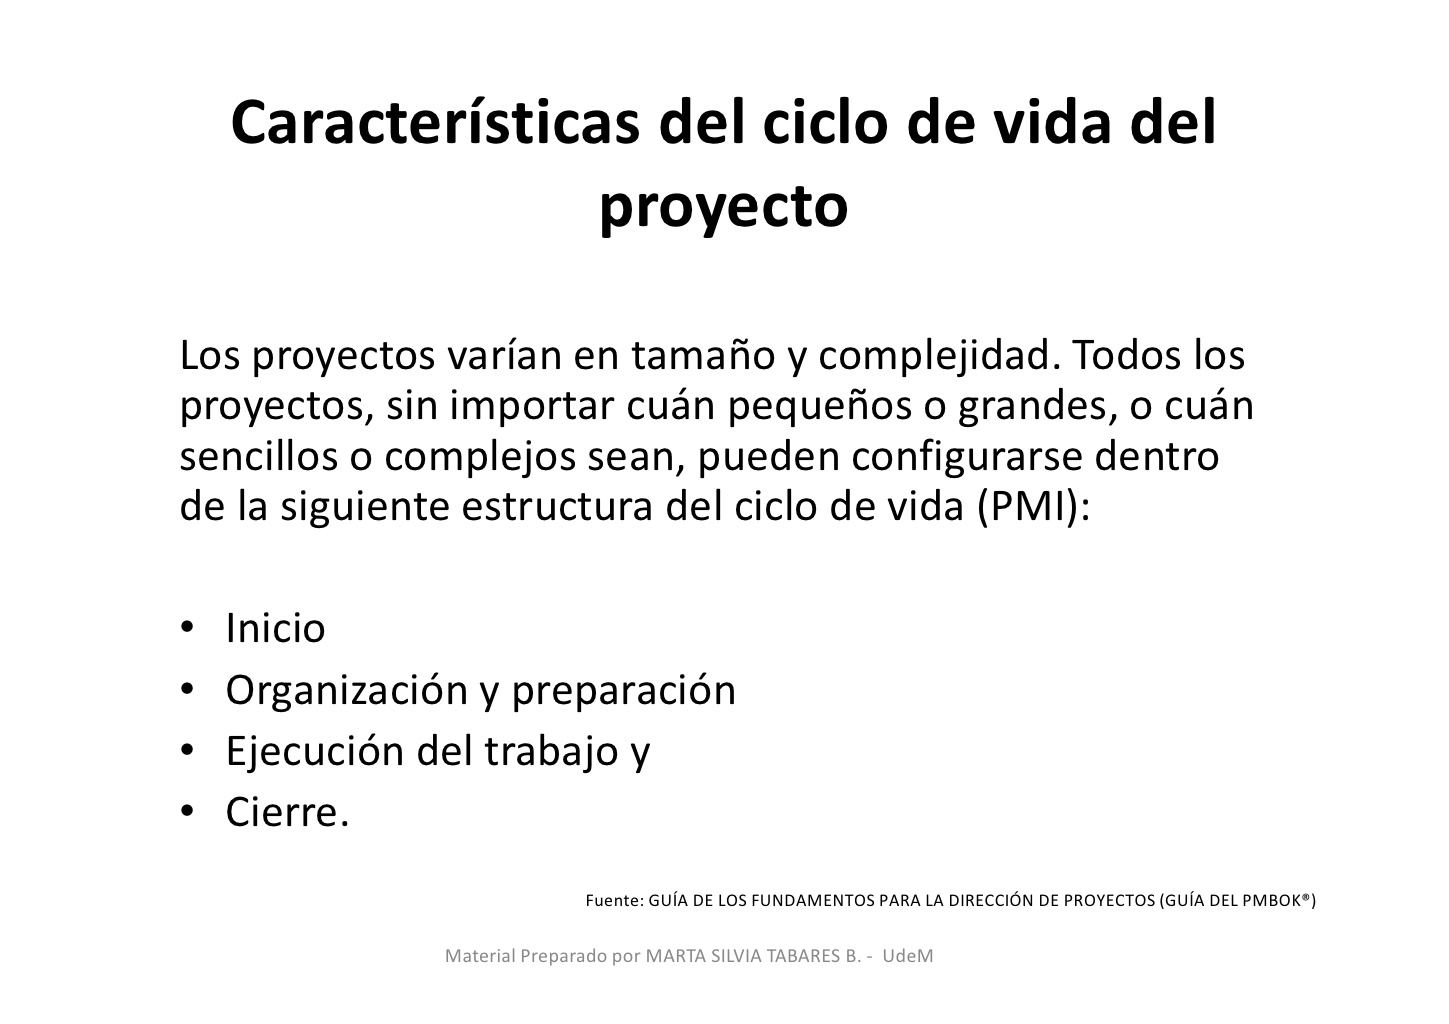 Características del ciclo de vida del
proyecto
Los proyectos varían en tamaño y complejidad. Todos los
proyectos, sin importar cuán pequeños o grandes, o cuán
sencillos o complejos sean, pueden configurarse dentro
de la siguiente estructura del ciclo de vida (PMI):
• Inicio
• Organización y preparación
• Ejecución del trabajo y
• Cierre.
Fuente: GUÍA DE LOS FUNDAMENTOS PARA LA DIRECCIÓN DE PROYECTOS (GUÍA DEL PMBOK®)
Material Preparado por MARTA SILVIA TABARES B. - UdeM